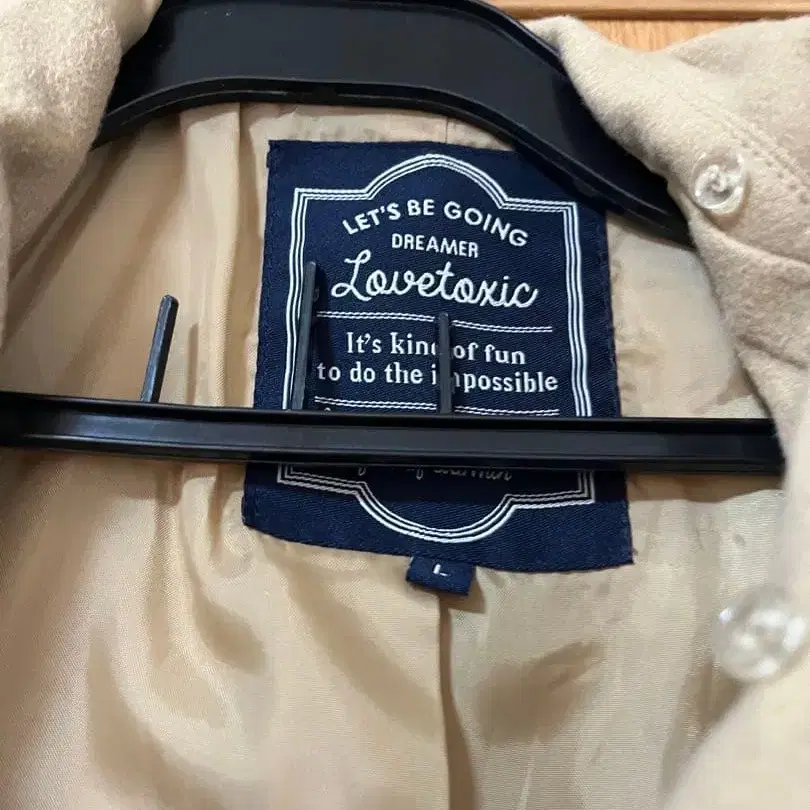 LET'S BE GOING
DREAMER
Lovetoxic
It's kind of fun
to do the impossible
L